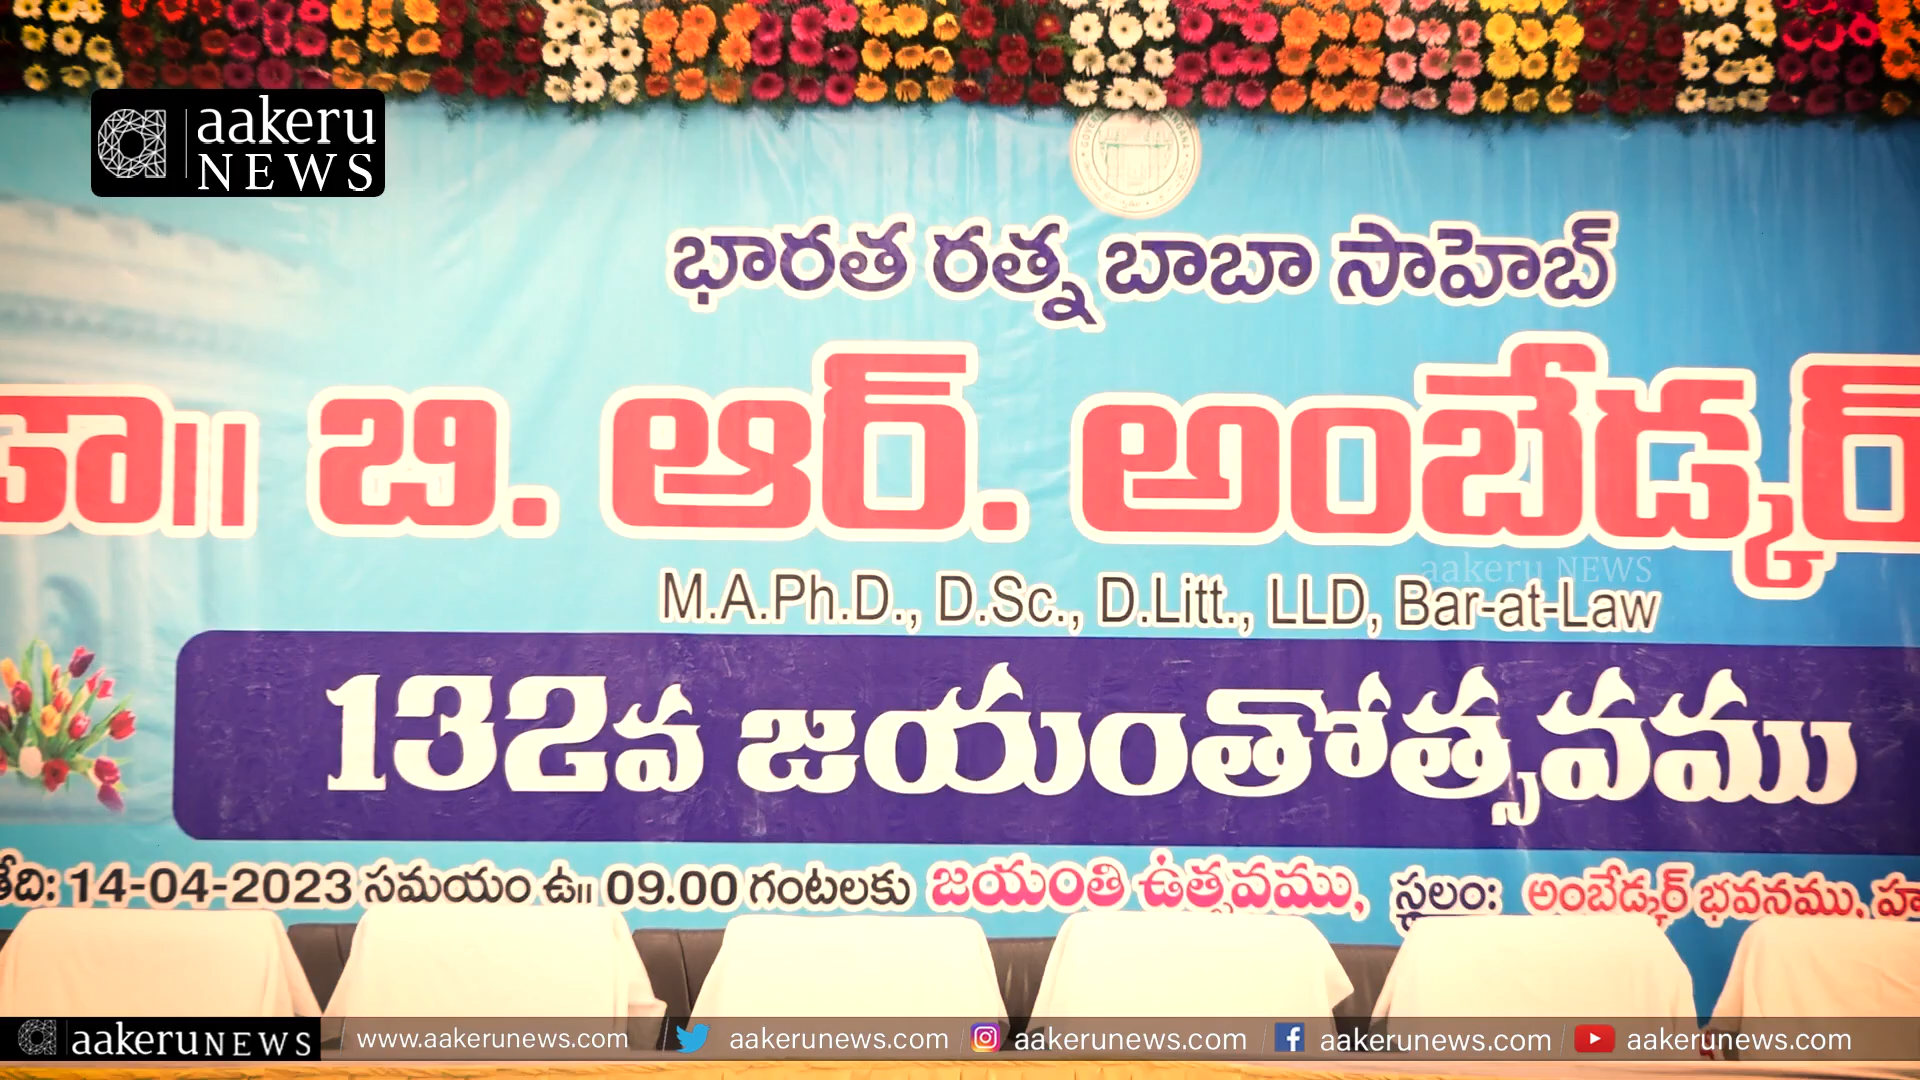 aakeru
NEWS
భారత రత్న బాబా సాహెబ్
డా॥ బి. ఆర్. అంబేడ్కర్
aakeru NEWS
M.A.Ph.D., D.Sc., D.Litt., LLD, Bar-at-Law
132వ జయంతోత్సవము
తేది: 14-04-2023 సమయం ఉ॥ 09.00 గంటలకు జయంతి ఉత్సవము, స్థలం: అంబేడ్కర్ భవనము,
aakeru NEWS www.aakerunews.com aakerunews.com aakerunews.com aakerunews.com aakerunews.com